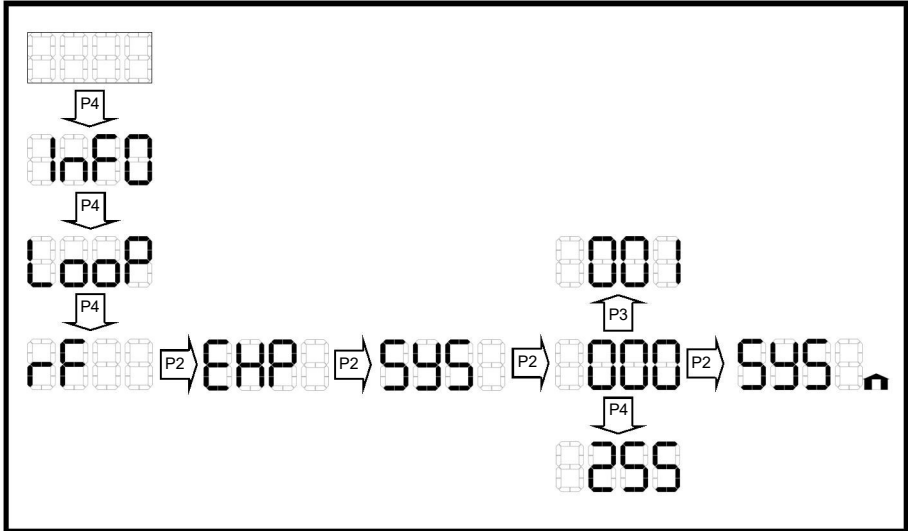 P4
InFO
P4
LooP
001
P4
P3
rF P2 EHP P2 SYS P2 000 P2 SYS
P4
255